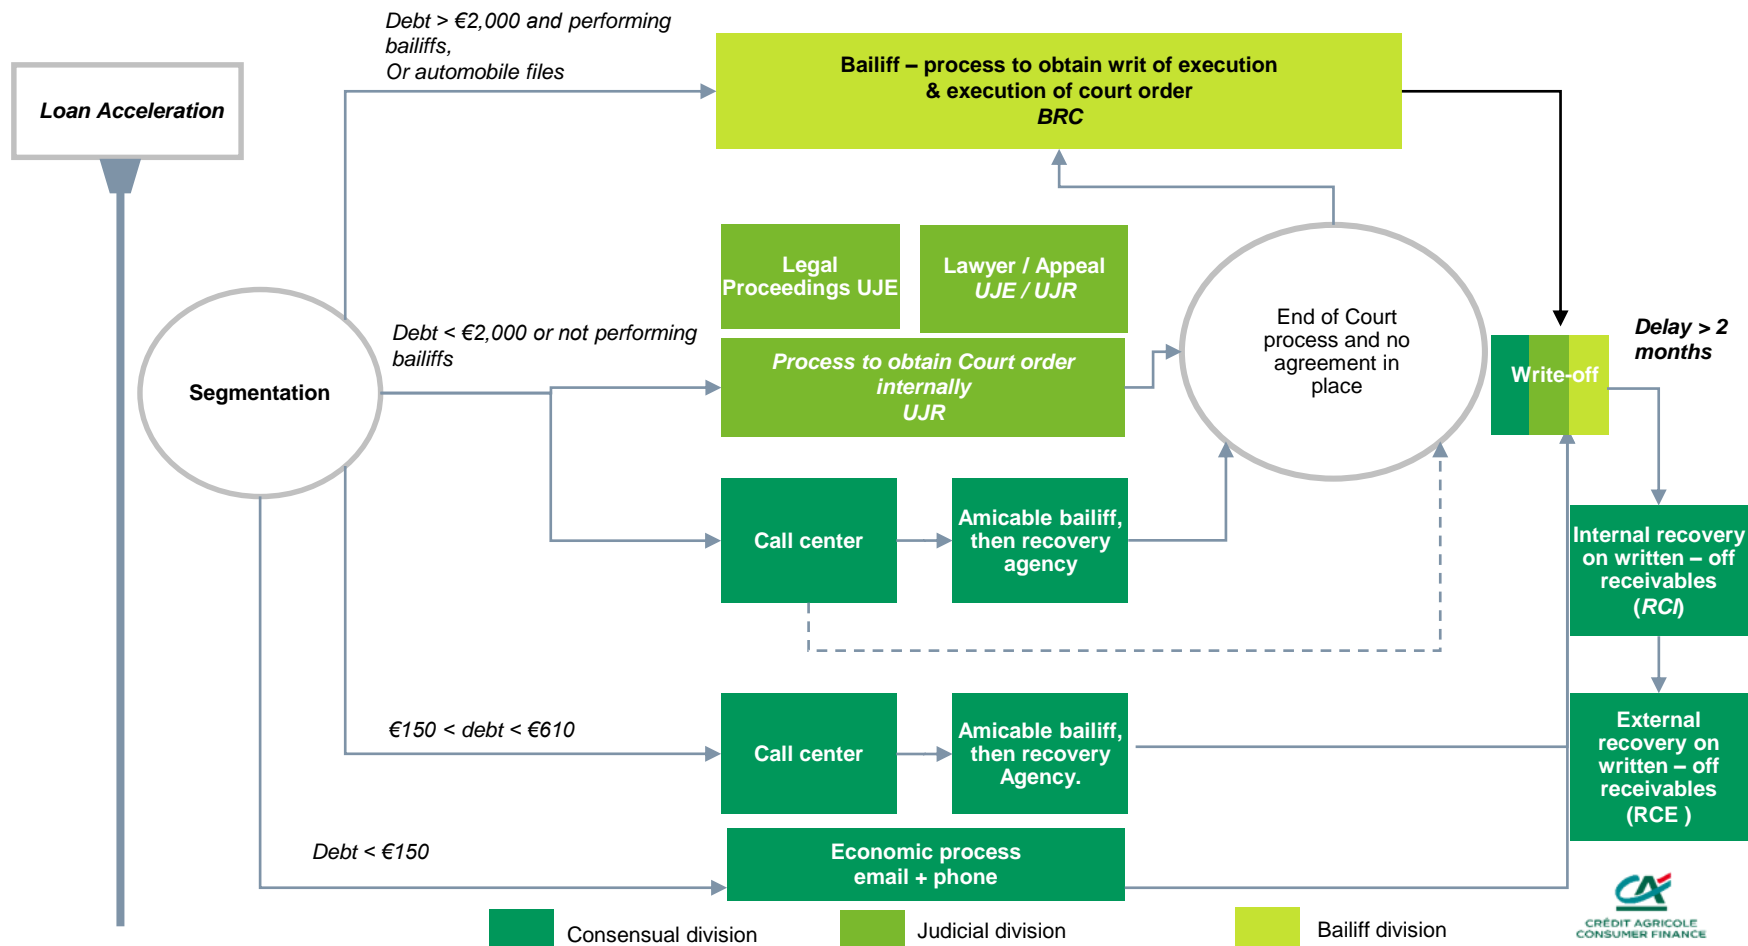 Debt > €2,000 and performing
bailiffs,
Or automobile files
Loan Acceleration
Bailiff – process to obtain writ of execution
& execution of court order
BRC
Legal
Proceedings UJE
Lawyer / Appeal
UJE / UJR
Debt < €2,000 or not performing
bailiffs
Segmentation
Process to obtain Court order
internally
UJR
End of Court
process and no
agreement in
place
Delay > 2
months
Write-off
Call center
Amicable bailiff,
then recovery
agency
Internal recovery
on written – off
receivables
(RCI)
€150 < debt < €610
Call center
Amicable bailiff,
then recovery
Agency.
External
recovery on
written – off
receivables
(RCE )
Debt < €150
Economic process
email + phone
Consensual division
Judicial division
Bailiff division
CA
CRÉDIT AGRICOLE
CONSUMER FINANCE